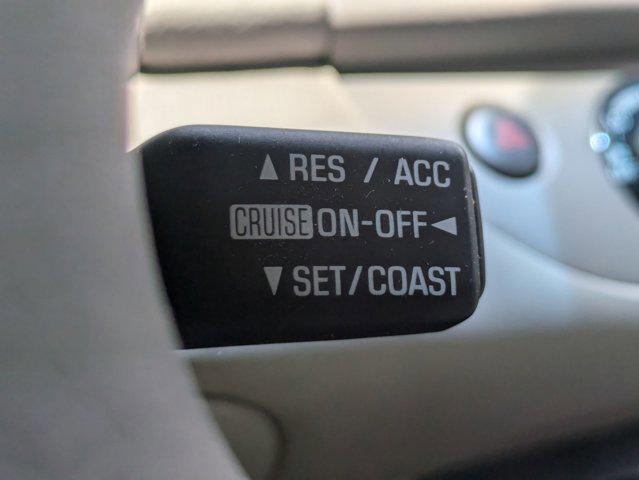 ▲ RES / ACC
CRUISE ON-OFF ◄
▼ SET/COAST